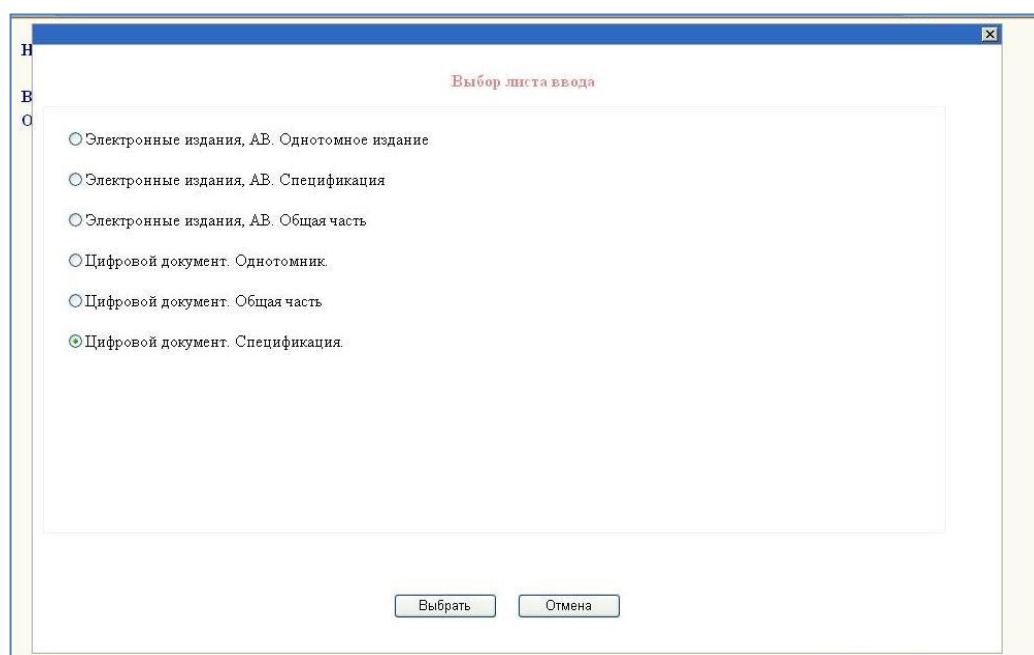 Н
В
О
Выбор листа ввода
Электронные издания, АВ. Однотомное издание
Электронные издания, АВ. Спецификация
Электронные издания, АВ. Общая часть
Цифровой документ. Однотомник.
Цифровой документ. Общая часть
Цифровой документ. Спецификация.
Выбрать Отмена